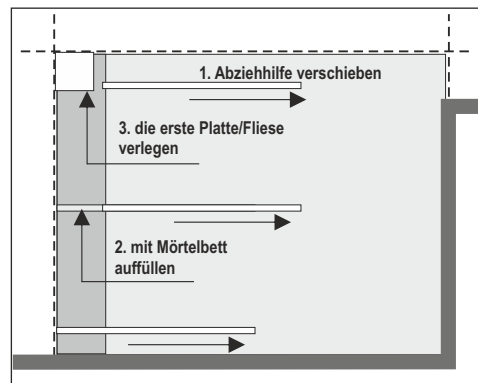 1. Abziehhilfe verschieben
3. die erste Platte/Fliese
verlegen
2. mit Mörtelbett
auffüllen